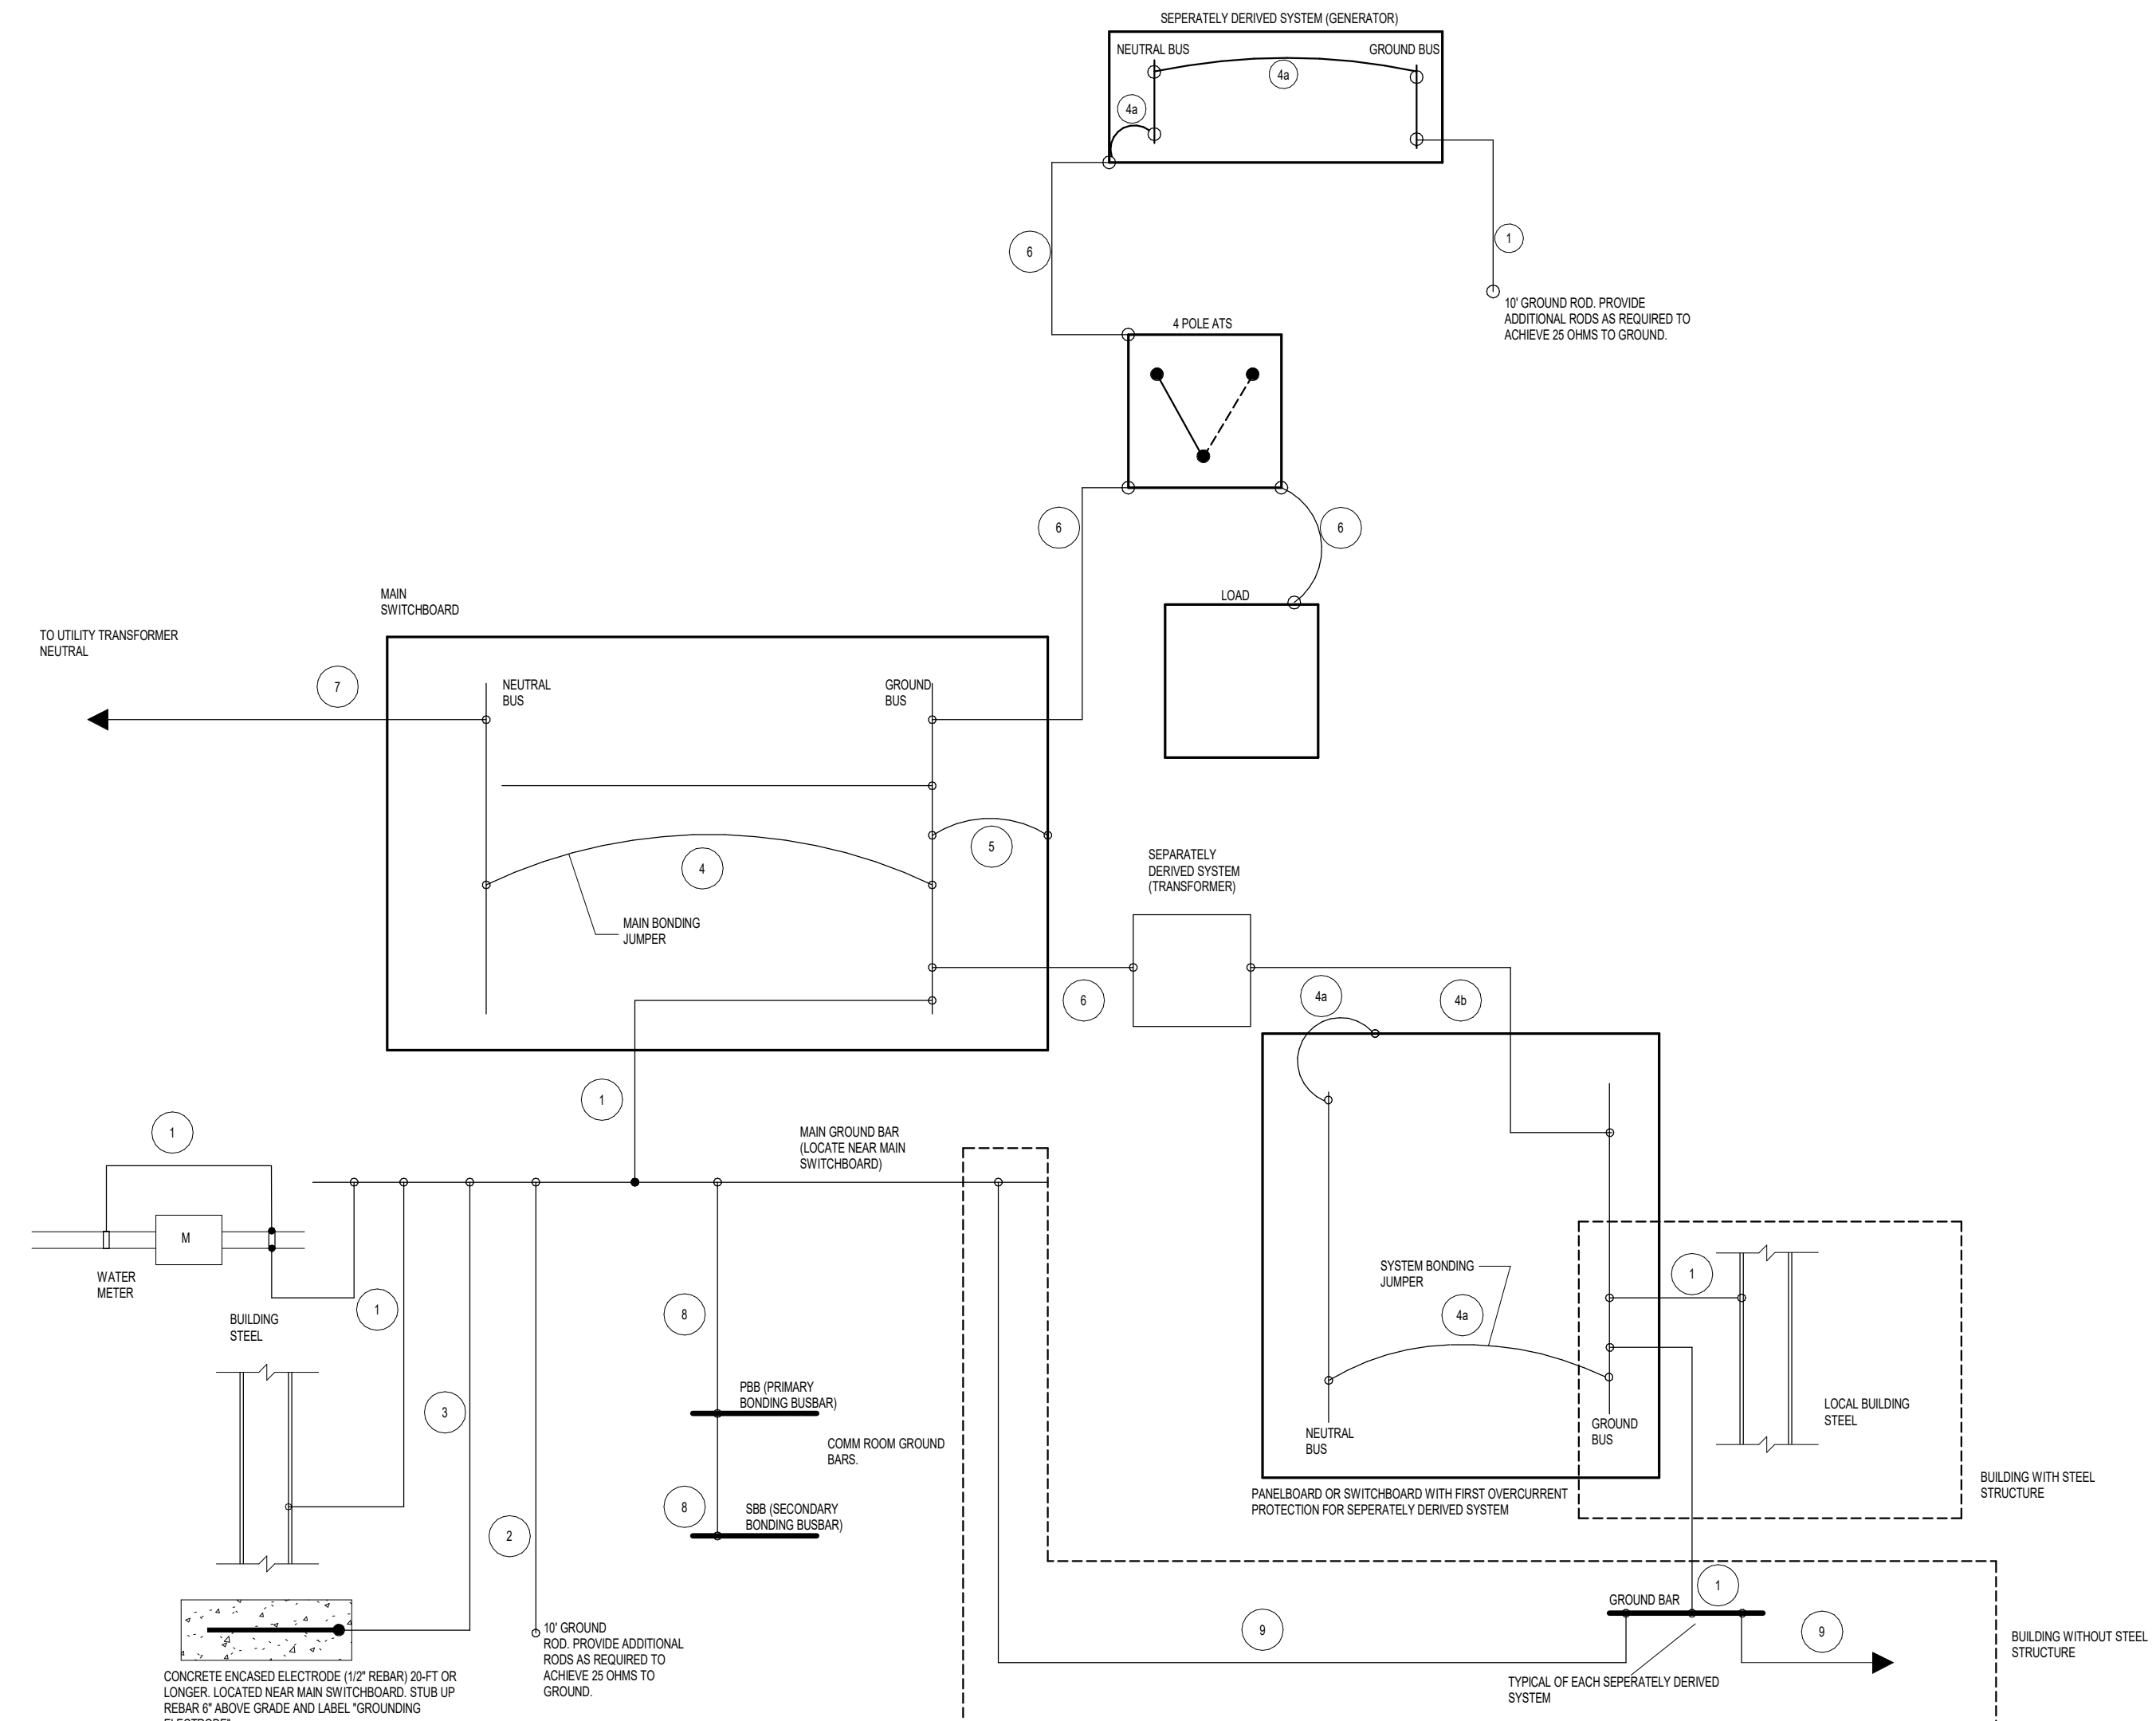 SEPERATELY DERIVED SYSTEM (GENERATOR)
NEUTRAL BUS
GROUND BUS
4a
4a
6
1
10' GROUND ROD. PROVIDE
ADDITIONAL RODS AS REQUIRED TO
ACHIEVE 25 OHMS TO GROUND.
4 POLE ATS
6
6
LOAD
MAIN
SWITCHBOARD
TO UTILITY TRANSFORMER
NEUTRAL
7
NEUTRAL
BUS
GROUND
BUS
4
5
MAIN BONDING
JUMPER
SEPARATELY
DERIVED SYSTEM
(TRANSFORMER)
6
4a
4b
1
1
MAIN GROUND BAR
(LOCATE NEAR MAIN
SWITCHBOARD)
M
WATER
METER
1
BUILDING
STEEL
3
2
8
PBB (PRIMARY
BONDING BUSBAR)
COMM ROOM GROUND
BARS.
8
SBB (SECONDARY
BONDING BUSBAR)
SYSTEM BONDING
JUMPER
4a
1
NEUTRAL
BUS
GROUND
BUS
LOCAL BUILDING
STEEL
PANELBOARD OR SWITCHBOARD WITH FIRST OVERCURRENT
PROTECTION FOR SEPERATELY DERIVED SYSTEM
BUILDING WITH STEEL
STRUCTURE
1
GROUND BAR
9
9
BUILDING WITHOUT STEEL
STRUCTURE
TYPICAL OF EACH SEPERATELY DERIVED
SYSTEM
10' GROUND
ROD. PROVIDE ADDITIONAL
RODS AS REQUIRED TO
ACHIEVE 25 OHMS TO
GROUND.
CONCRETE ENCASED ELECTRODE (1/2" REBAR) 20-FT OR
LONGER. LOCATED NEAR MAIN SWITCHBOARD. STUB UP
REBAR 6" ABOVE GRADE AND LABEL "GROUNDING